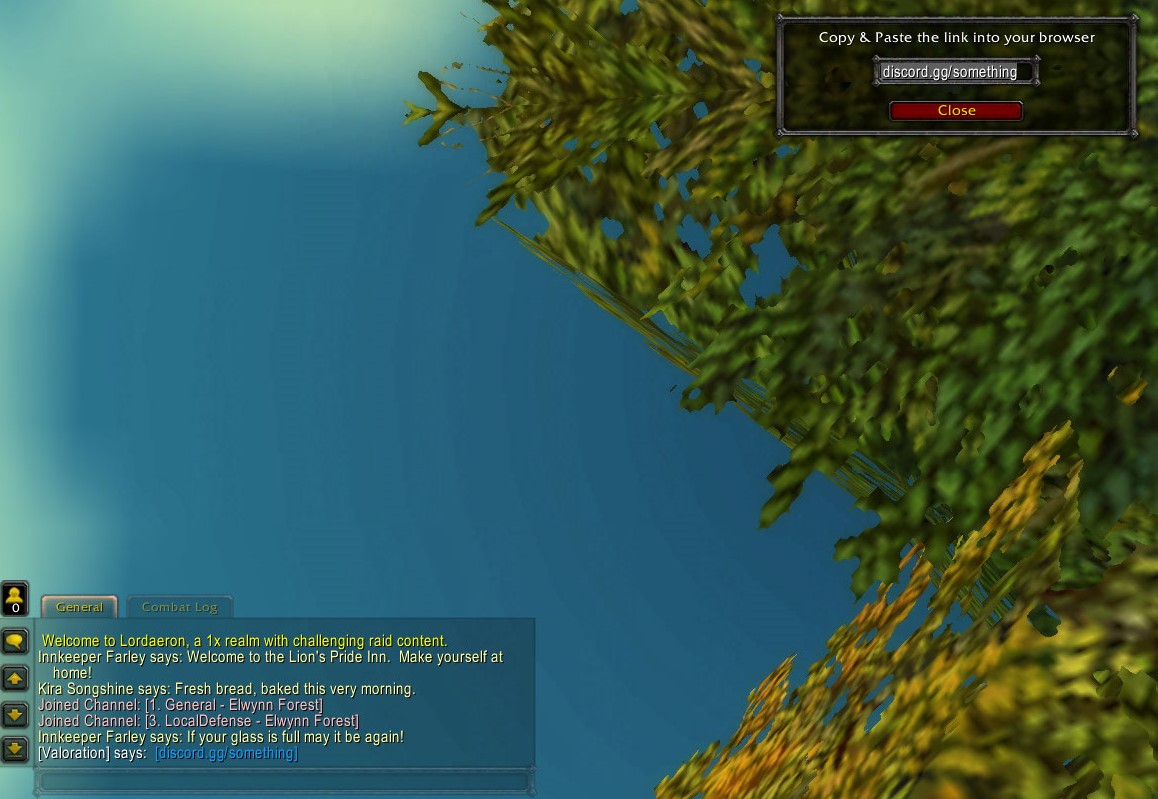 Copy & Paste the link into your browser
discord.gg/something
Close
0
General
Combat Log
Welcome to Lordaeron, a 1x realm with challenging raid content.
Innkeeper Farley says: Welcome to the Lion's Pride Inn.  Make yourself at
home!
Kira Songshine says: Fresh bread, baked this very morning.
Joined Channel: [1. General - Elwynn Forest]
Joined Channel: [3. LocalDefense - Elwynn Forest]
Innkeeper Farley says: If your glass is full may it be again!
[Valoration] says:  [discord.gg/something]